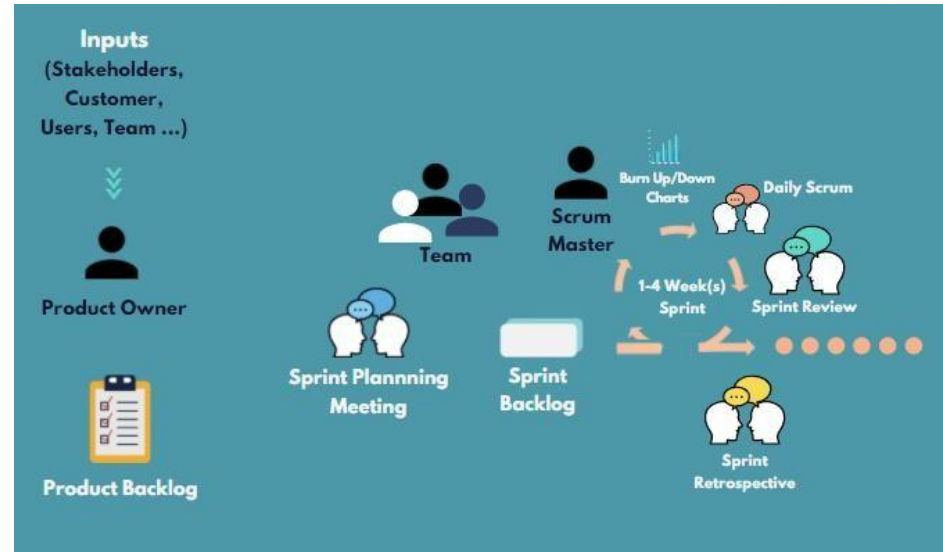 Inputs
(Stakeholders,
Customer,
Users, Team ...)
Product Owner
Product Backlog
Team
Sprint Plannning
Meeting
Sprint
Backlog
Scrum
Master
Burn Up/Down
Charts
Daily Scrum
1-4 Week(s)
Sprint
Sprint Review
Sprint
Retrospective